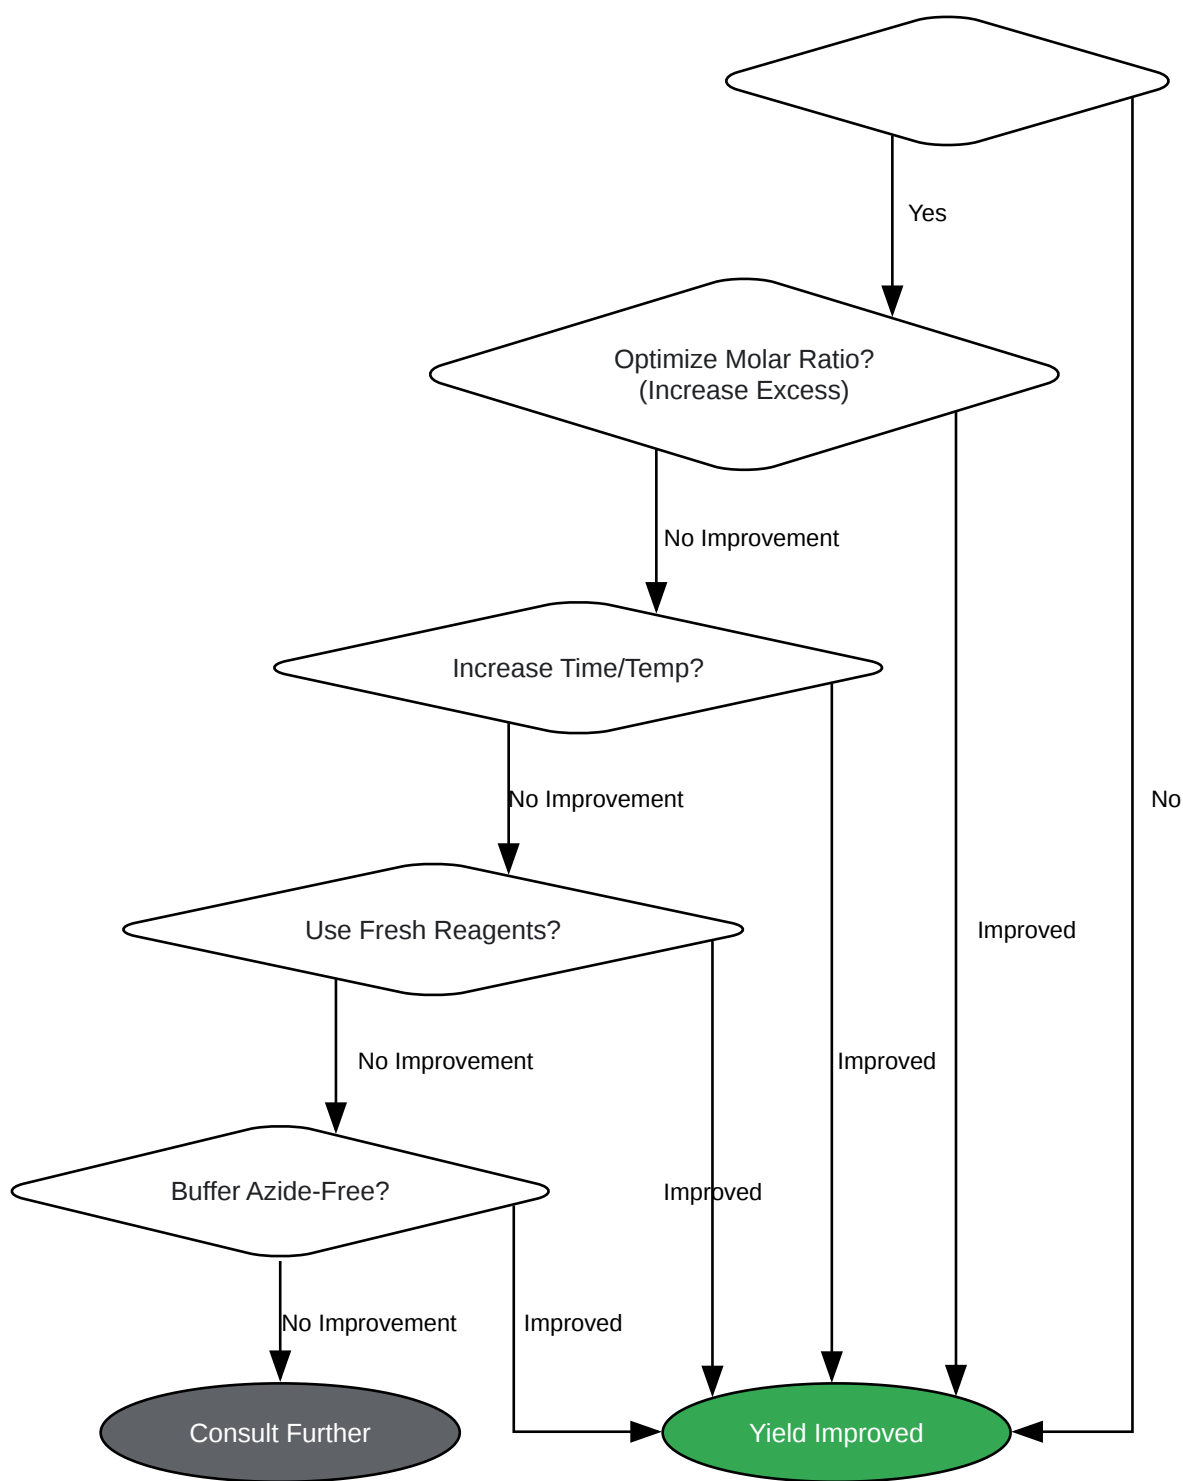 Yes
Optimize Molar Ratio?
(Increase Excess)
No Improvement
Increase Time/Temp?
No Improvement
No
Use Fresh Reagents?
Improved
No Improvement
Improved
Buffer Azide-Free?
Improved
No Improvement
Improved
Consult Further
Yield Improved